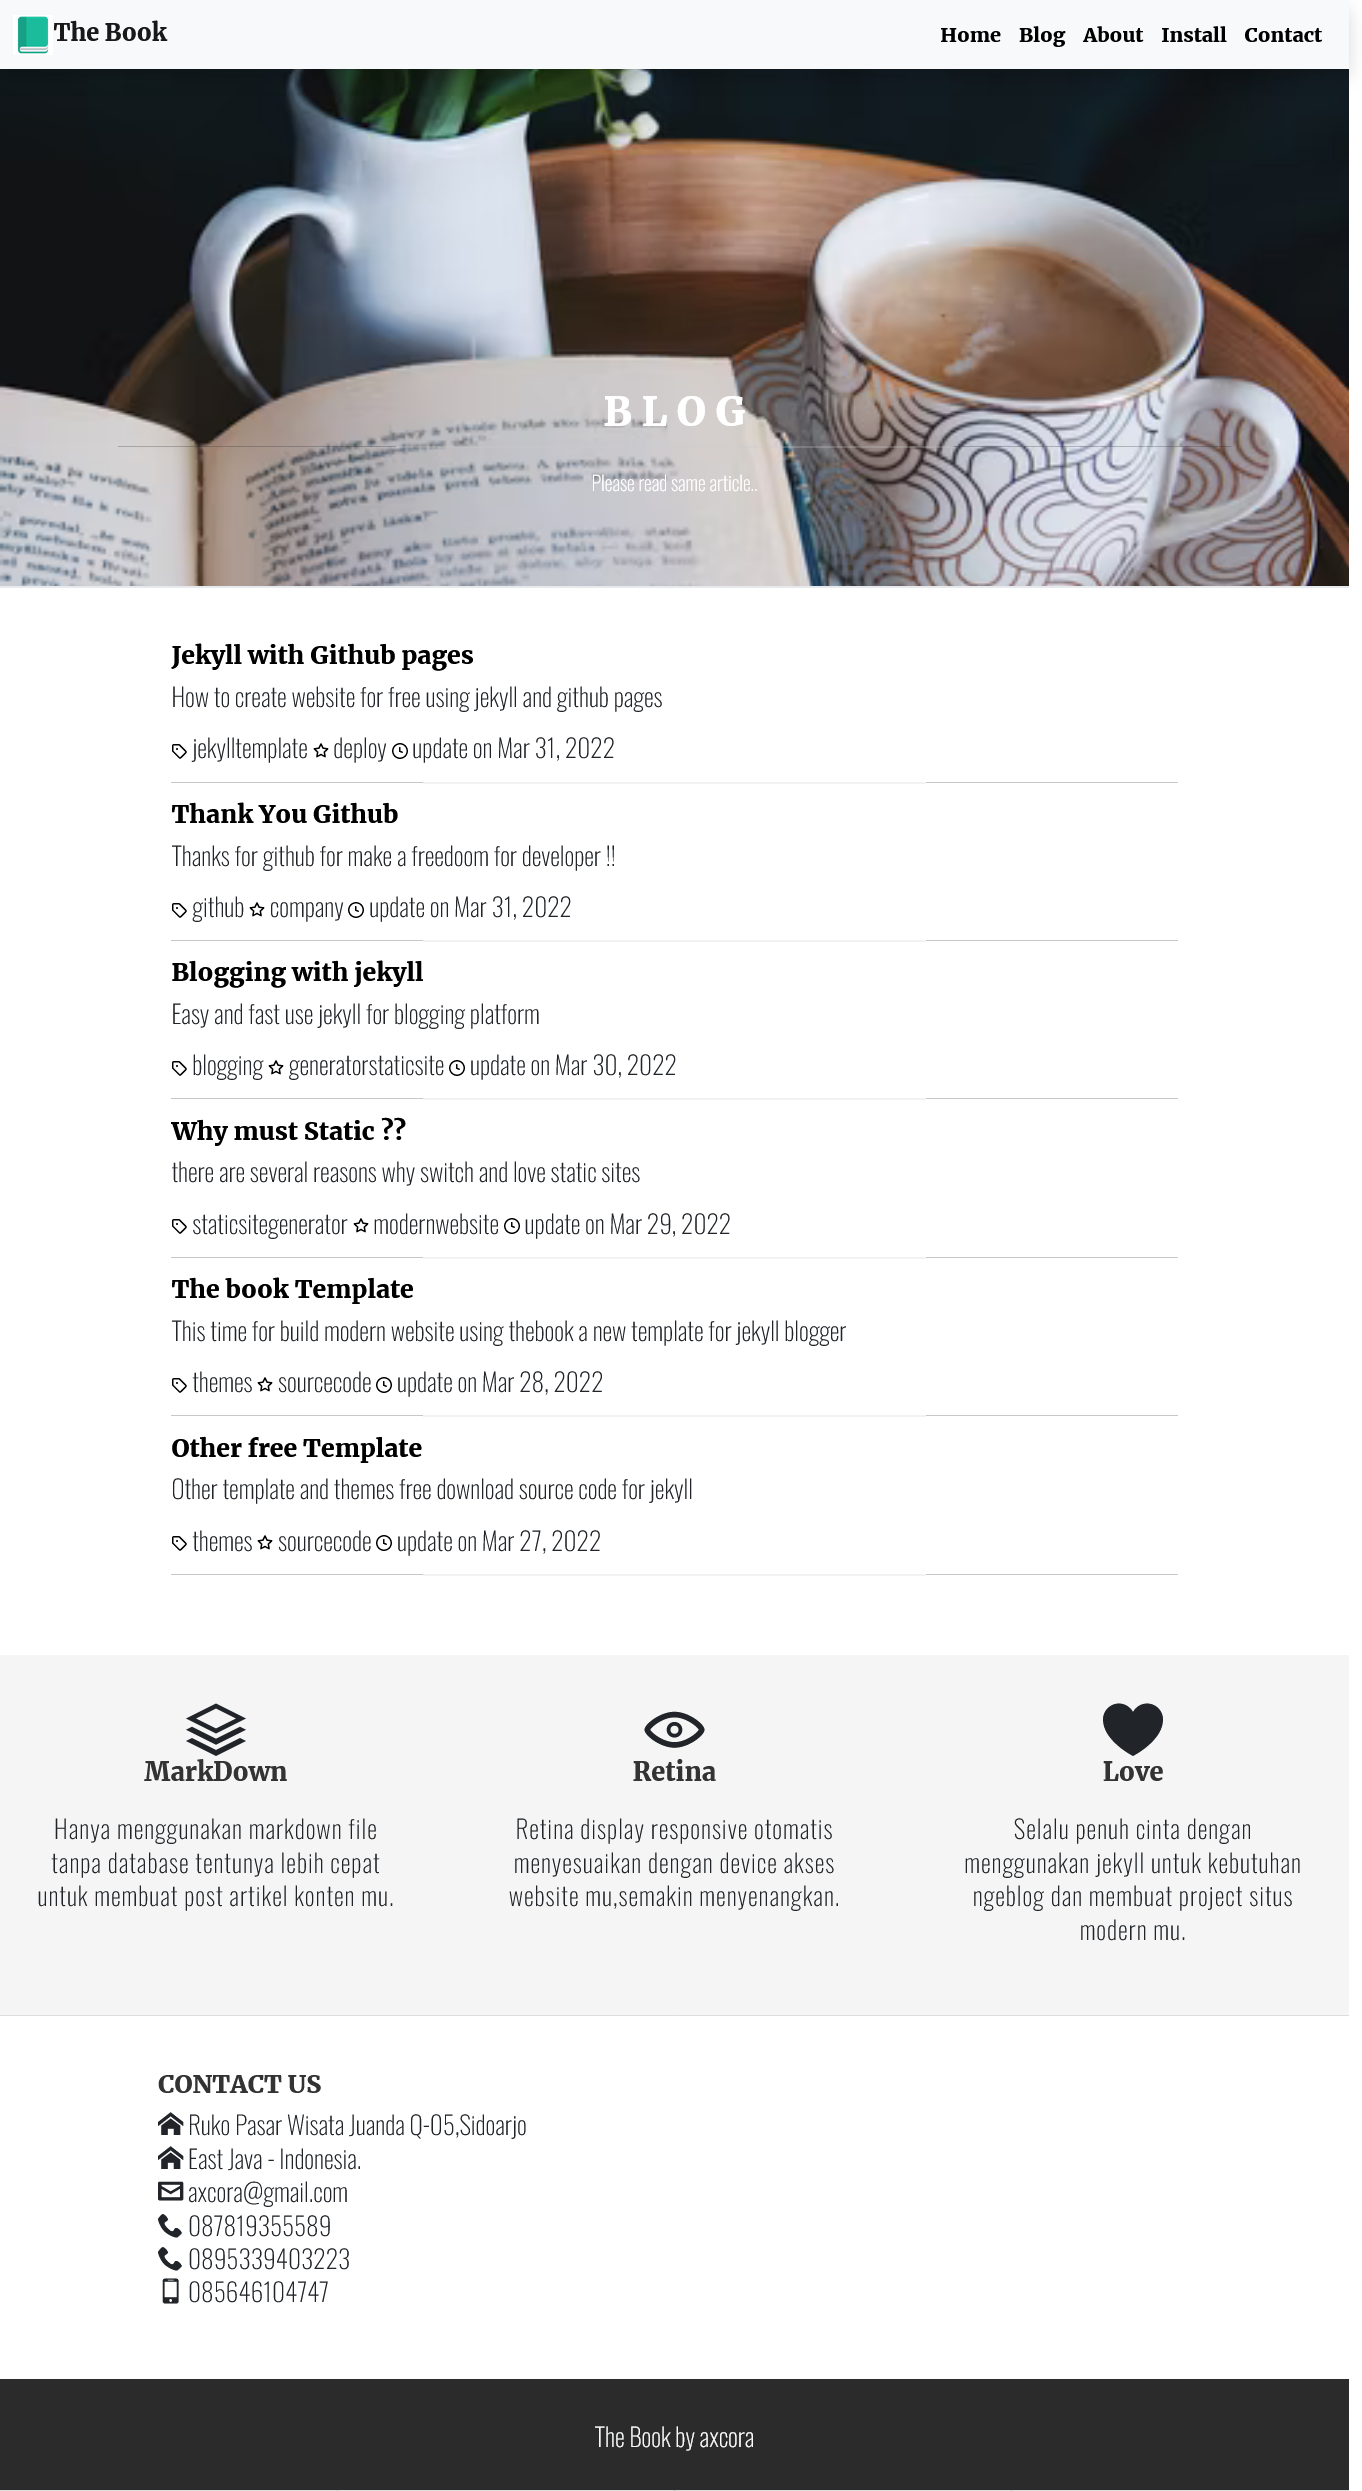 The Book
Home Blog About Install Contact
BLOG
Please read same article..
Jekyll with Github pages
How to create website for free using jekyll and github pages
jekylltemplate deploy update on Mar 31, 2022
Thank You Github
Thanks for github for make a freedoom for developer !!
github company update on Mar 31, 2022
Blogging with jekyll
Easy and fast use jekyll for blogging platform
blogging generatorstaticsite update on Mar 30, 2022
Why must Static ??
there are several reasons why switch and love static sites
staticsitegenerator modernwebsite update on Mar 29, 2022
The book Template
This time for build modern website using thebook a new template for jekyll blogger
themes sourcecode update on Mar 28, 2022
Other free Template
Other template and themes free download source code for jekyll
themes sourcecode update on Mar 27, 2022
MarkDown
Hanya menggunakan markdown file
tanpa database tentunya lebih cepat
untuk membuat post artikel konten mu.
Retina
Retina display responsive otomatis
menyesuaikan dengan device akses
website mu,semakin menyenangkan.
Love
Selalu penuh cinta dengan
menggunakan jekyll untuk kebutuhan
ngeblog dan membuat project situs
modern mu.
CONTACT US
Ruko Pasar Wisata Juanda Q-05,Sidoarjo
East Java - Indonesia.
axcora@gmail.com
087819355589
0895339403223
085646104747
The Book by axcora